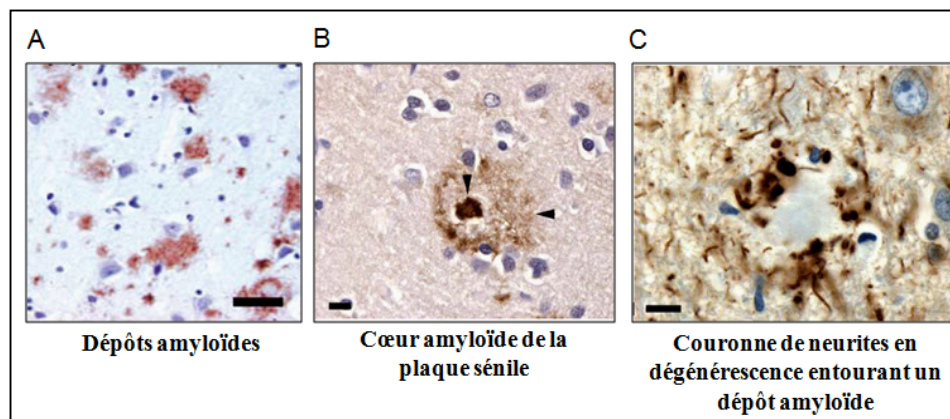 A
B
C
Dépôts amyloïdes
Cœur amyloïde de la
plaque sénile
Couronne de neurites en
dégénérescence entourant un
dépôt amyloïde